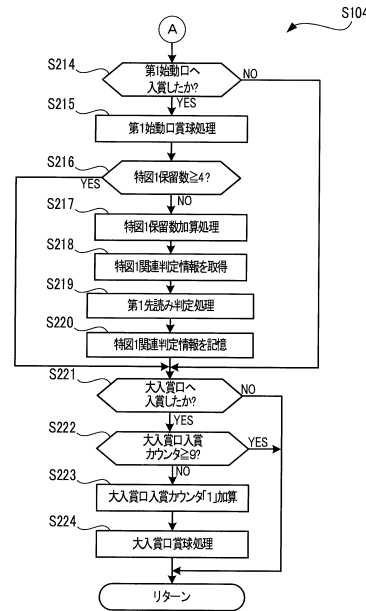 S104
A
S214
第1始動口へ
入賞したか?
NO
YES
S215
第1始動口賞球処理
S216
特図1保留数≧4?
YES
NO
S217
特図1保留数加算処理
S218
特図1関連判定情報を取得
S219
第1先読み判定処理
S220
特図1関連判定情報を記憶
S221
大入賞口へ
入賞したか?
NO
YES
S222
大入賞口入賞
カウンタ≧9?
YES
NO
S223
大入賞口入賞カウンタ「1」加算
S224
大入賞口賞球処理
リターン